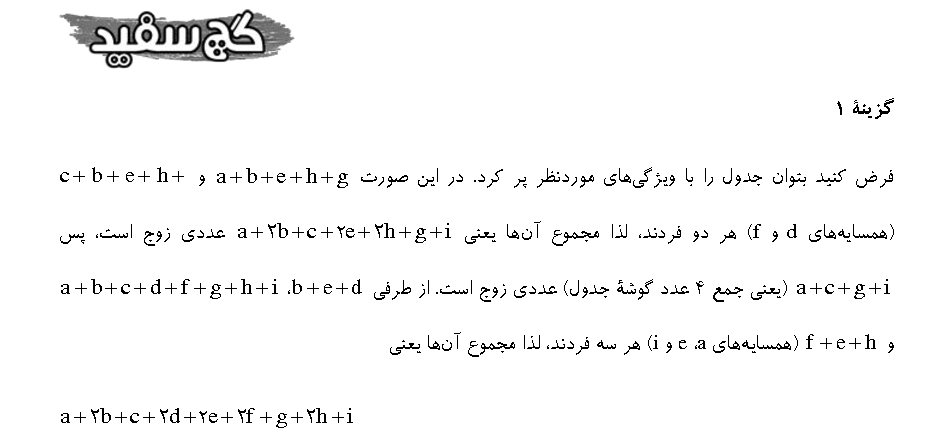 گچ سفید
گزینهٔ ۱
فرض کنید بتوان جدول را با ویژگی‌های موردنظر پر کرد. در این صورت a+b+e+h+g و c+b+e+h+
(همسایه‌های d و f) هر دو فردند، لذا مجموع آن‌ها یعنی a+۲b+c+۲e+۲h+g+i عددی زوج است، پس
a+c+g+i (یعنی جمع ۴ عدد گوشهٔ جدول) عددی زوج است. از طرفی b+e+d، a+b+c+d+f+g+h+i
و f+e+h (همسایه‌های a، e و i) هر سه فردند، لذا مجموع آن‌ها یعنی
a+۲b+c+۲d+۲e+۲f+g+۲h+i